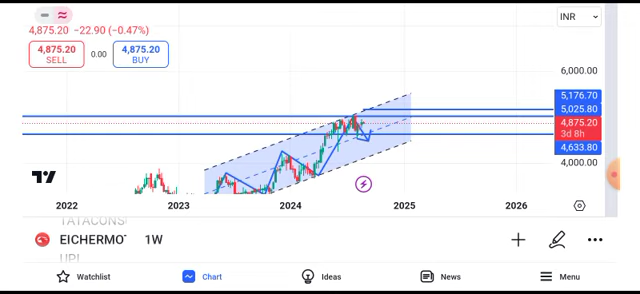 INR
4,875.20 −22.90 (−0.47%)
4,875.20
SELL
0.00
4,875.20
BUY
6,000.00
5,176.70
5,025.80
4,875.20
3d 8h
4,633.80
4,000.00
2022 2023 2024 2025 2026
TATACONS
EICHERMOT 1W
UPL
Watchlist Chart Ideas News Menu